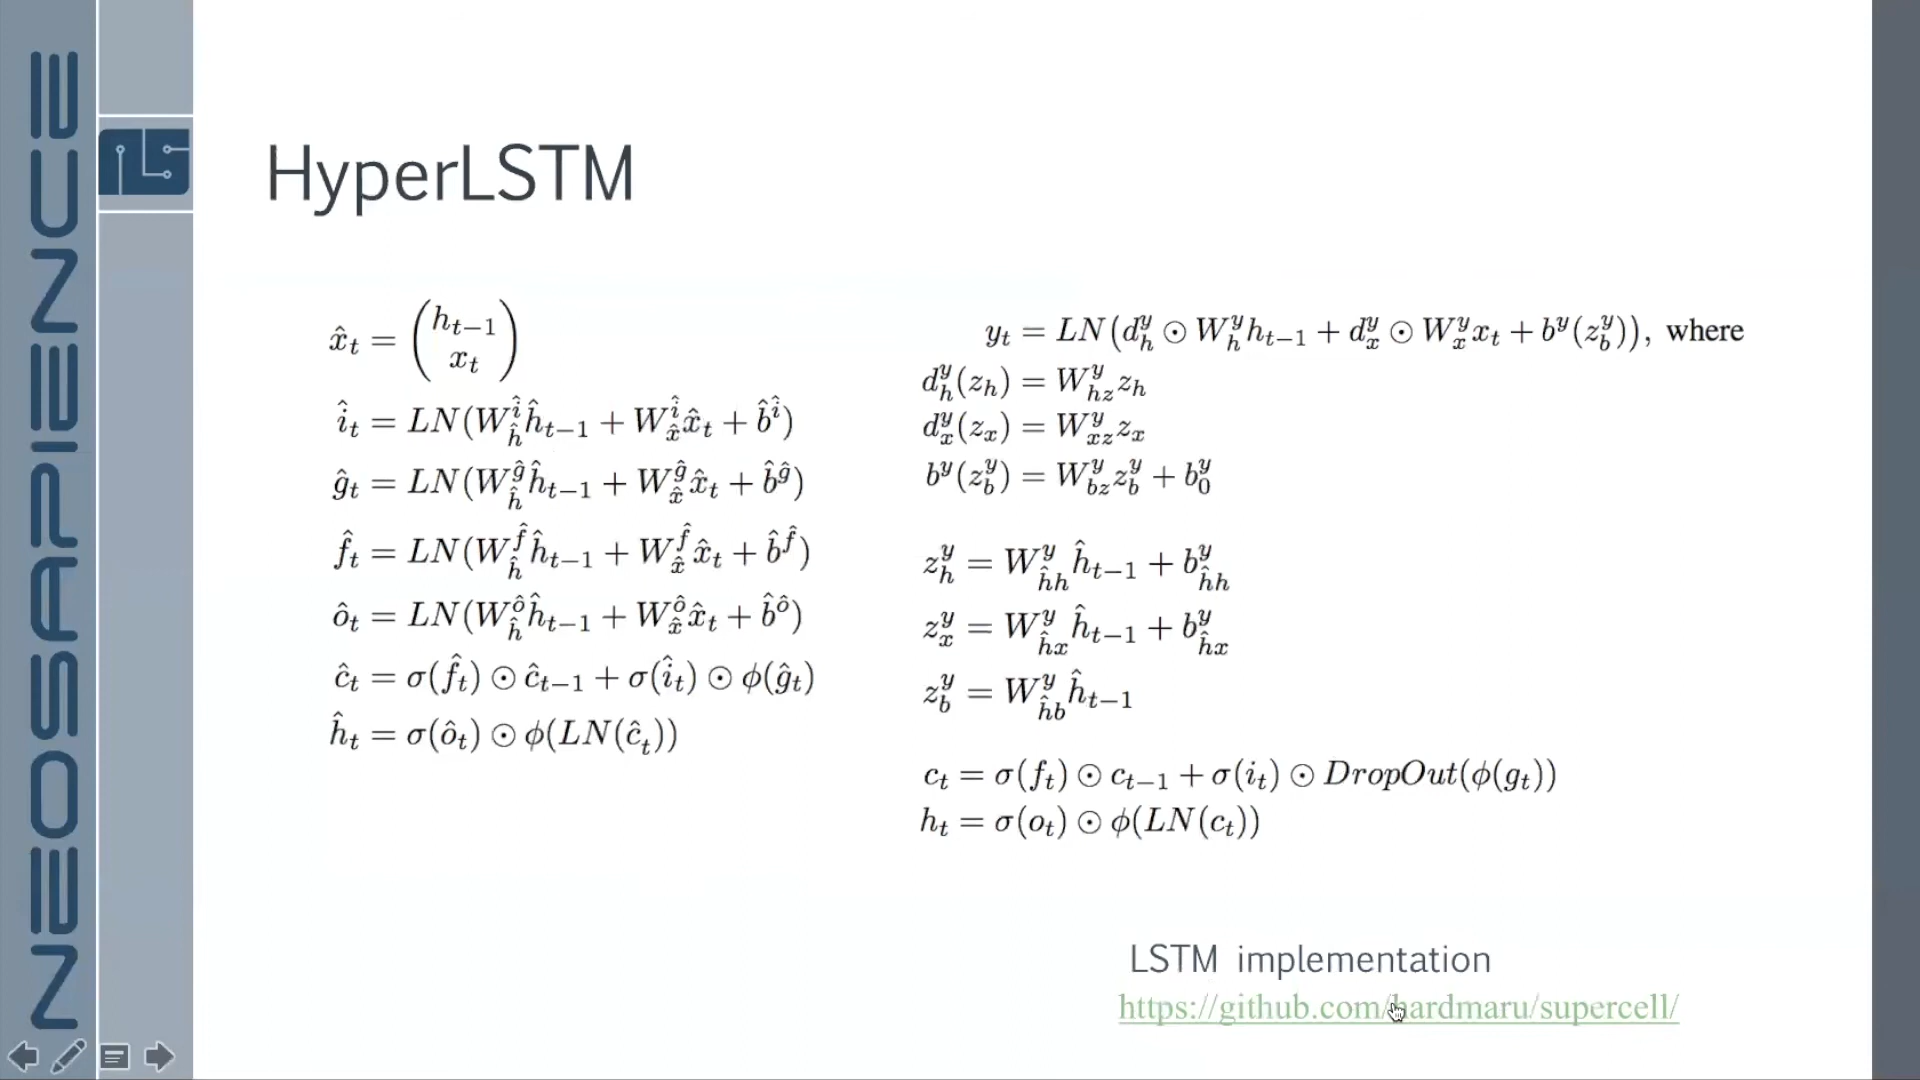 NEOSAPIENCE
HyperLSTM
x̂_t = (h_{t−1} x_t)
î_t = LN(W_ĥ^î ĥ_{t−1} + W_x̂^î x̂_t + b̂^î)
ĝ_t = LN(W_ĥ^ĝ ĥ_{t−1} + W_x̂^ĝ x̂_t + b̂^ĝ)
f̂_t = LN(W_ĥ^f̂ ĥ_{t−1} + W_x̂^f̂ x̂_t + b̂^f̂)
ô_t = LN(W_ĥ^ô ĥ_{t−1} + W_x̂^ô x̂_t + b̂^ô)
ĉ_t = σ(f̂_t) ⊙ ĉ_{t−1} + σ(î_t) ⊙ ϕ(ĝ_t)
ĥ_t = σ(ô_t) ⊙ ϕ(LN(ĉ_t))
y_t = LN(d_h^y ⊙ W_h^y h_{t−1} + d_x^y ⊙ W_x^y x_t + b^y(z_b^y)), where
d_h^y(z_h) = W_{hz}^y z_h
d_x^y(z_x) = W_{xz}^y z_x
b^y(z_b^y) = W_{bz}^y z_b^y + b_0^y
z_h^y = W_{ĥh}^y ĥ_{t−1} + b_{ĥh}^y
z_x^y = W_{ĥx}^y ĥ_{t−1} + b_{ĥx}^y
z_b^y = W_{ĥb}^y ĥ_{t−1}
c_t = σ(f_t) ⊙ c_{t−1} + σ(i_t) ⊙ DropOut(ϕ(g_t))
h_t = σ(o_t) ⊙ ϕ(LN(c_t))
LSTM implementation
https://github.com/hardmaru/supercell/